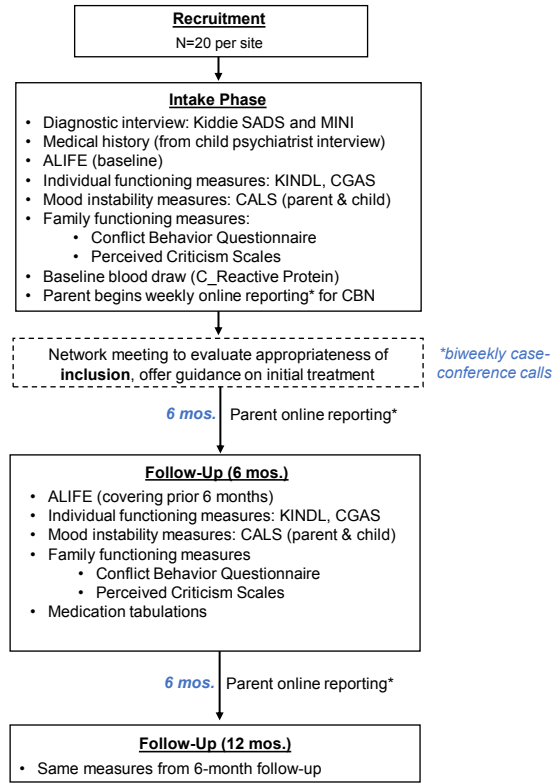 Recruitment
N=20 per site
Intake Phase
• Diagnostic interview: Kiddie SADS and MINI
• Medical history (from child psychiatrist interview)
• ALIFE (baseline)
• Individual functioning measures: KINDL, CGAS
• Mood instability measures: CALS (parent & child)
• Family functioning measures:
• Conflict Behavior Questionnaire
• Perceived Criticism Scales
• Baseline blood draw (C_Reactive Protein)
• Parent begins weekly online reporting* for CBN
Network meeting to evaluate appropriateness of
inclusion, offer guidance on initial treatment
*biweekly case-
conference calls
6 mos. Parent online reporting*
Follow-Up (6 mos.)
• ALIFE (covering prior 6 months)
• Individual functioning measures: KINDL, CGAS
• Mood instability measures: CALS (parent & child)
• Family functioning measures
• Conflict Behavior Questionnaire
• Perceived Criticism Scales
• Medication tabulations
6 mos. Parent online reporting*
Follow-Up (12 mos.)
• Same measures from 6-month follow-up